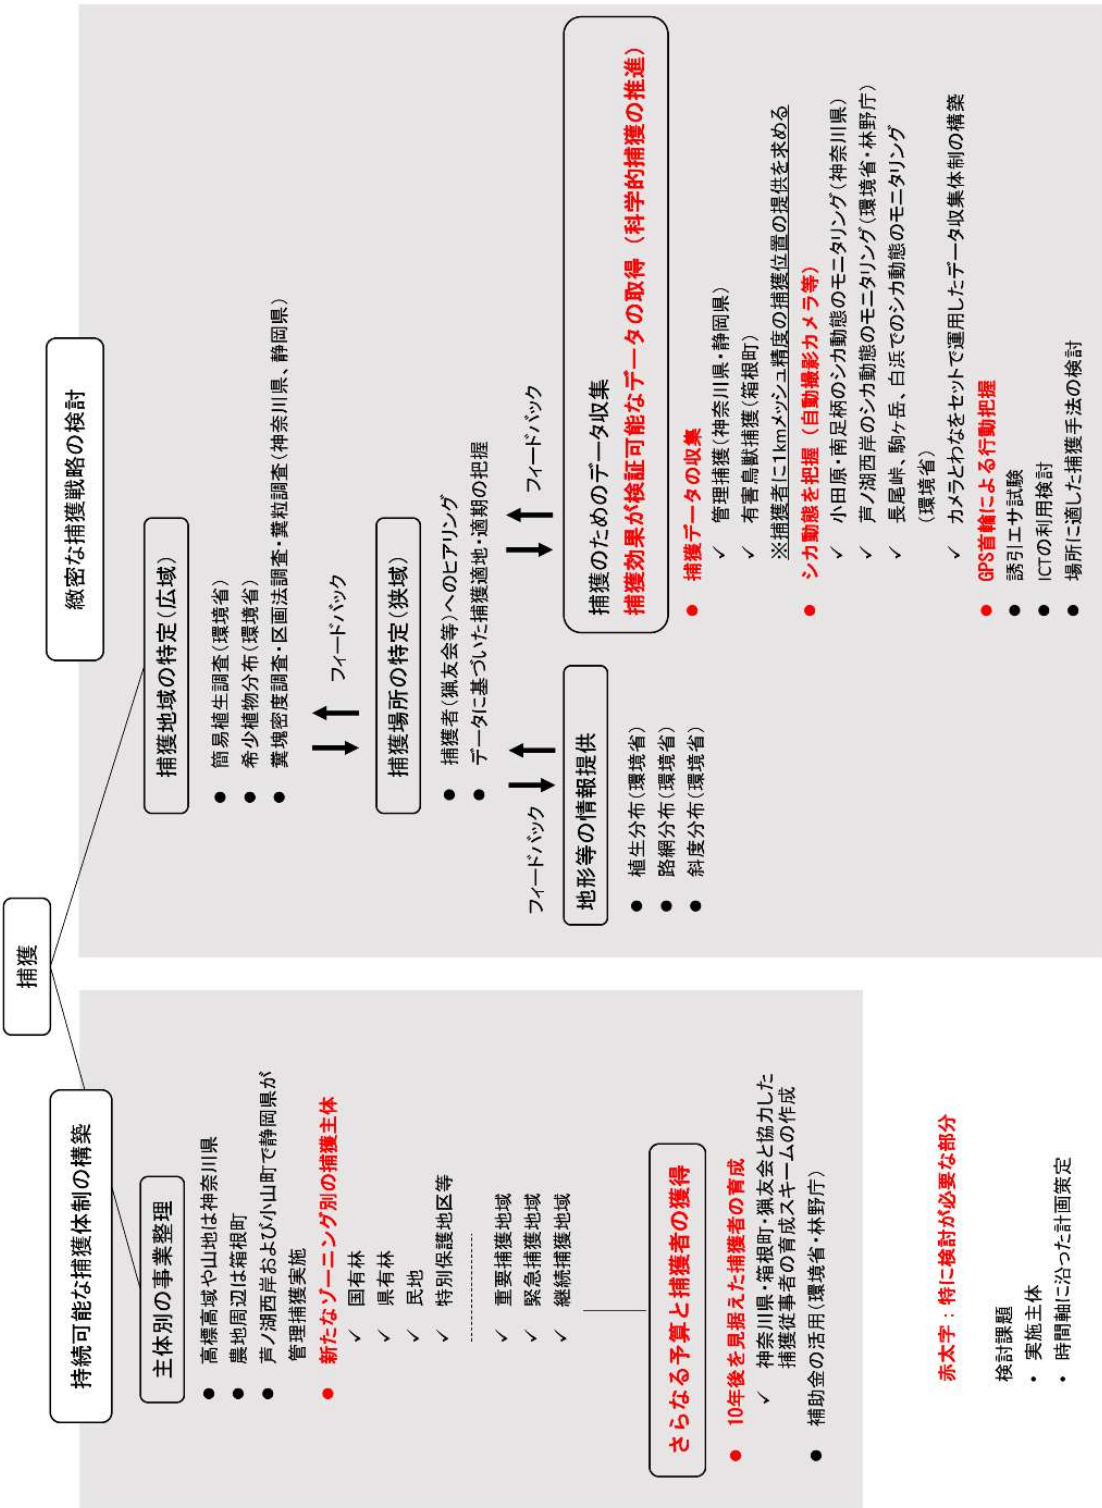 捕獲
持続可能な捕獲体制の構築
主体別の事業整理
● 高標高域や山地は神奈川県
● 農地周辺は箱根町
● 芦ノ湖西岸および小山町で静岡県が
管理捕獲実施
● 新たなゾーニング別の捕獲主体
✓ 国有林
✓ 県有林
✓ 民地
✓ 特別保護地区等
✓ 重要捕獲地域
✓ 緊急捕獲地域
✓ 継続捕獲地域
さらなる予算と捕獲者の獲得
● 10年後を見据えた捕獲者の育成
✓ 神奈川県・箱根町・猟友会と協力した
捕獲従事者の育成スキームの作成
● 補助金の活用(環境省・林野庁)
緻密な捕獲戦略の検討
捕獲地域の特定(広域)
● 簡易植生調査(環境省)
● 希少植物分布(環境省)
● 糞塊密度調査・区画法調査・糞粒調査(神奈川県、静岡県)
フィードバック
捕獲場所の特定(狭域)
● 捕獲者(猟友会等)へのヒアリング
● データに基づいた捕獲適地・適期の把握
フィードバック
フィードバック
地形等の情報提供
● 植生分布(環境省)
● 路網分布(環境省)
● 斜度分布(環境省)
捕獲のためのデータ収集
捕獲効果が検証可能なデータの取得(科学的捕獲の推進)
● 捕獲データの収集
✓ 管理捕獲(神奈川県・静岡県)
✓ 有害鳥獣捕獲(箱根町)
※捕獲者に1kmメッシュ精度の捕獲位置の提供を求める
● シカ動態を把握(自動撮影カメラ等)
✓ 小田原・南足柄のシカ動態のモニタリング(神奈川県)
✓ 芦ノ湖西岸のシカ動態のモニタリング(環境省・林野庁)
✓ 長尾峠、駒ヶ岳、白浜でのシカ動態のモニタリング
(環境省)
✓ カメラとわなをセットで運用したデータ収集体制の構築
● GPS首輪による行動把握
● 誘引エサ試験
● ICTの利用検討
● 場所に適した捕獲手法の検討
赤太字：特に検討が必要な部分
検討課題
・ 実施主体
・ 時間軸に沿った計画策定